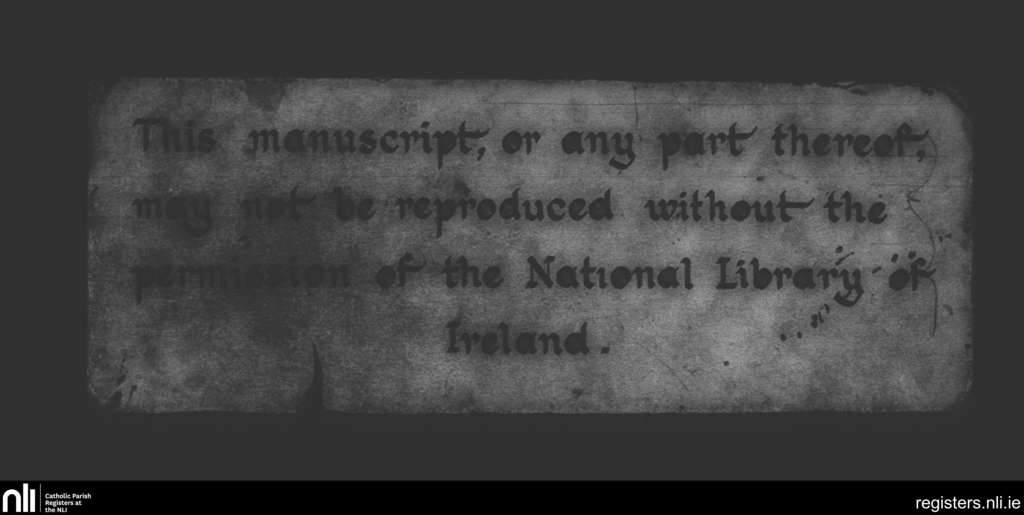 This manuscript, or any part thereof,
may not be reproduced without the
permission of the National Library of
Ireland.
nli
Catholic Parish
Registers at
the NLI
registers.nli.ie